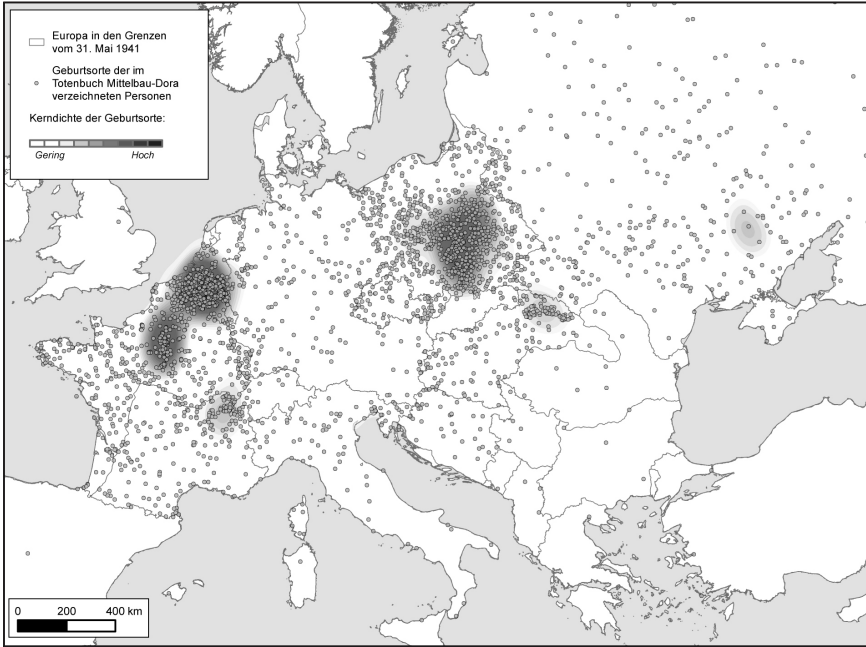 Europa in den Grenzen
vom 31. Mai 1941
Geburtsorte der im
Totenbuch Mittelbau-Dora
verzeichneten Personen
Kerndichte der Geburtsorte:
Gering Hoch
0 200 400 km